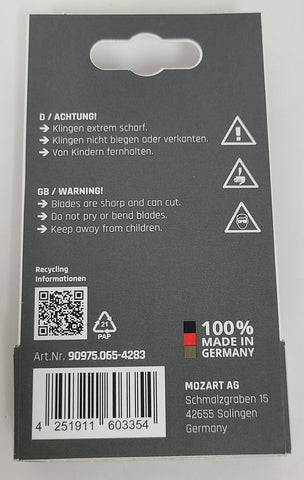 D / ACHTUNG!
→ Klingen extrem scharf.
→ Klingen nicht biegen oder verkanten.
→ Von Kindern fernhalten.
GB / WARNING!
→ Blades are sharp and can cut.
→ Do not pry or bend blades.
→ Keep away from children.
Recycling
Informationen
21
PAP
100%
MADE IN
GERMANY
Art.Nr. 90975.065-4283
4 251911 603354
MOZART AG
Schmalzgraben 15
42655 Solingen
Germany